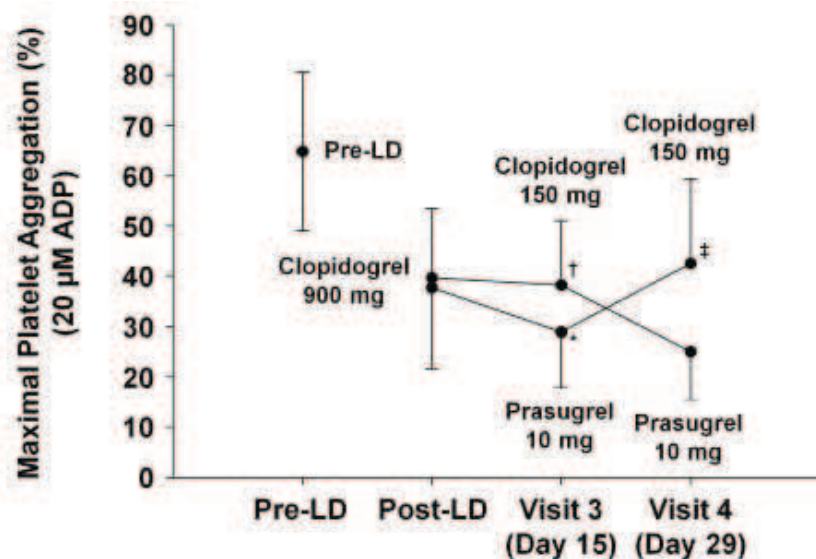 Maximal Platelet Aggregation (%)
(20 µM ADP)
90
80
70
60
50
40
30
20
10
0
Pre-LD
Clopidogrel
900 mg
Clopidogrel
150 mg
†
*
Prasugrel
10 mg
Clopidogrel
150 mg
‡
Prasugrel
10 mg
Pre-LD
Post-LD
Visit 3
(Day 15)
Visit 4
(Day 29)